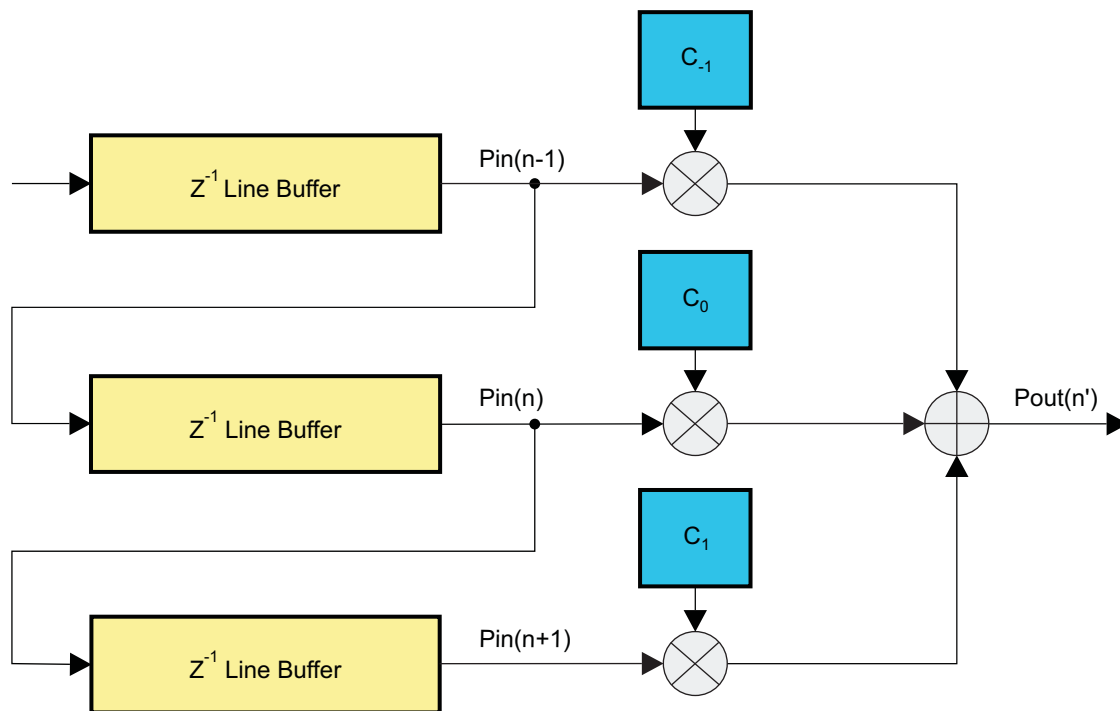 C-1
Pin(n-1)
Z-1 Line Buffer
C0
Pin(n)
Pout(n')
Z-1 Line Buffer
C1
Pin(n+1)
Z-1 Line Buffer